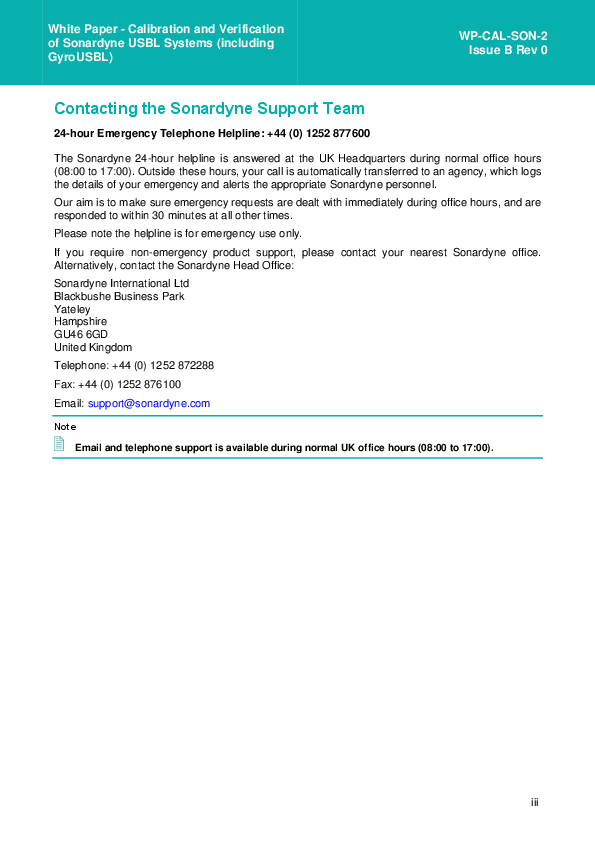 White Paper - Calibration and Verification
of Sonardyne USBL Systems (including
GyroUSBL)
WP-CAL-SON-2
Issue B Rev 0
Contacting the Sonardyne Support Team
24-hour Emergency Telephone Helpline: +44 (0) 1252 877600
The Sonardyne 24-hour helpline is answered at the UK Headquarters during normal office hours
(08:00 to 17:00). Outside these hours, your call is automatically transferred to an agency, which logs
the details of your emergency and alerts the appropriate Sonardyne personnel.
Our aim is to make sure emergency requests are dealt with immediately during office hours, and are
responded to within 30 minutes at all other times.
Please note the helpline is for emergency use only.
If you require non-emergency product support, please contact your nearest Sonardyne office.
Alternatively, contact the Sonardyne Head Office:
Sonardyne International Ltd
Blackbushe Business Park
Yateley
Hampshire
GU46 6GD
United Kingdom
Telephone: +44 (0) 1252 872288
Fax: +44 (0) 1252 876100
Email: support@sonardyne.com
Note
Email and telephone support is available during normal UK office hours (08:00 to 17:00).
iii